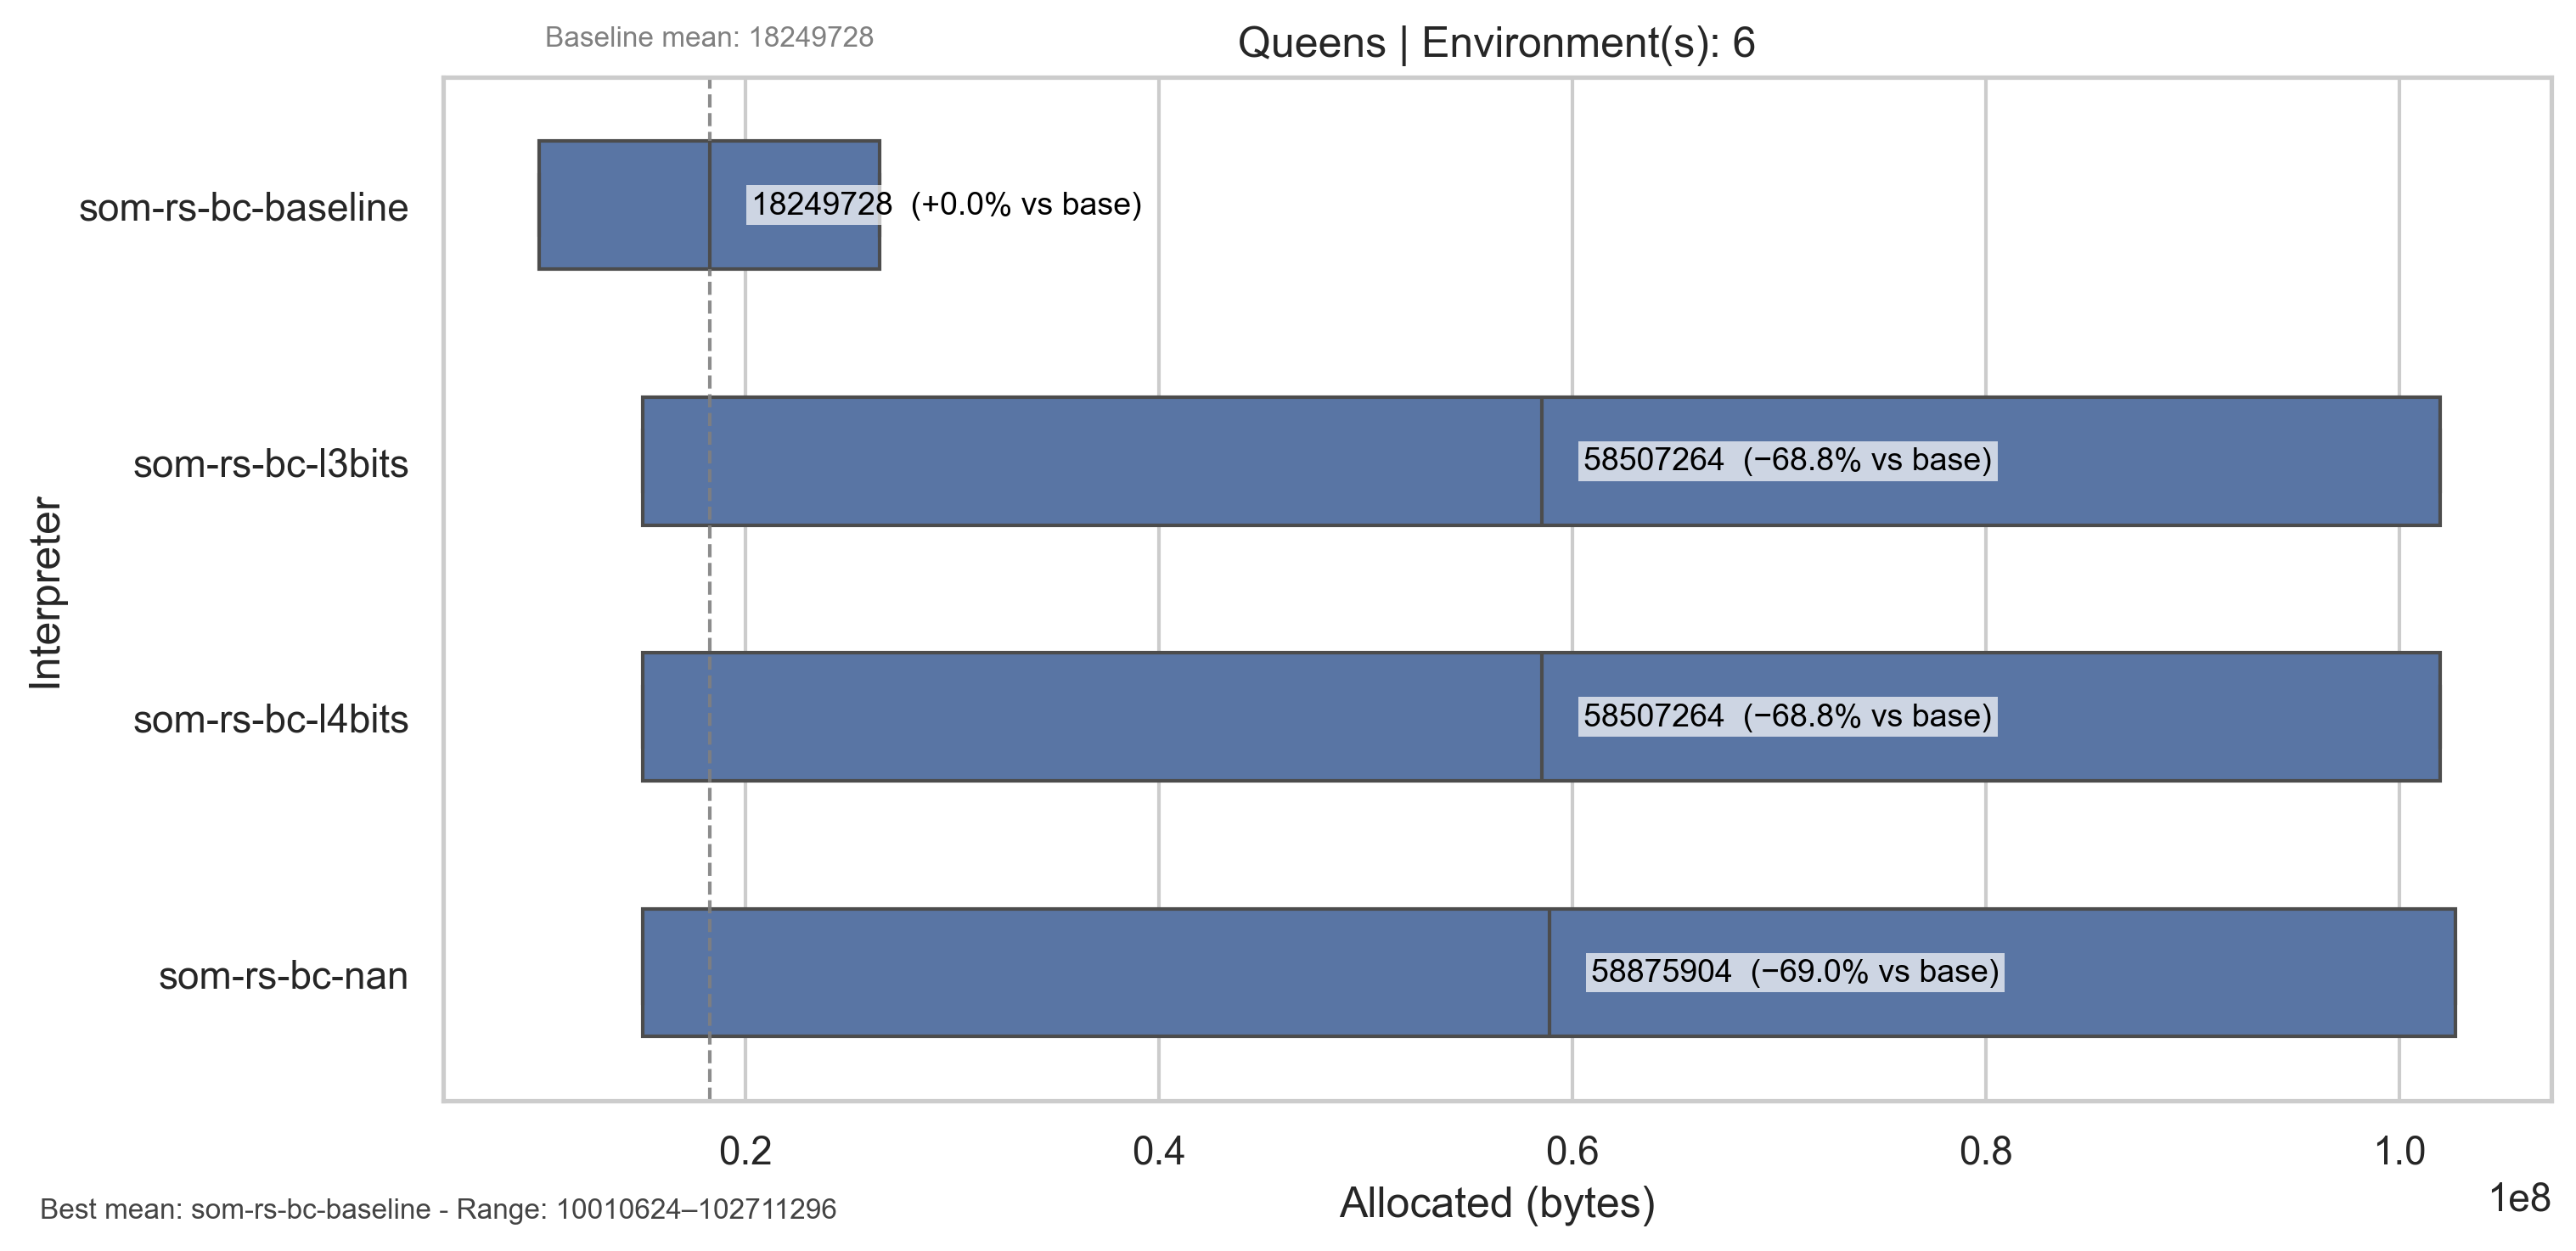 Baseline mean: 18249728
Queens | Environment(s): 6
Interpreter
som-rs-bc-baseline
18249728 (+0.0% vs base)
som-rs-bc-l3bits
58507264 (−68.8% vs base)
som-rs-bc-l4bits
58507264 (−68.8% vs base)
som-rs-bc-nan
58875904 (−69.0% vs base)
0.2 0.4 0.6 0.8 1.0
1e8
Allocated (bytes)
Best mean: som-rs-bc-baseline - Range: 10010624–102711296